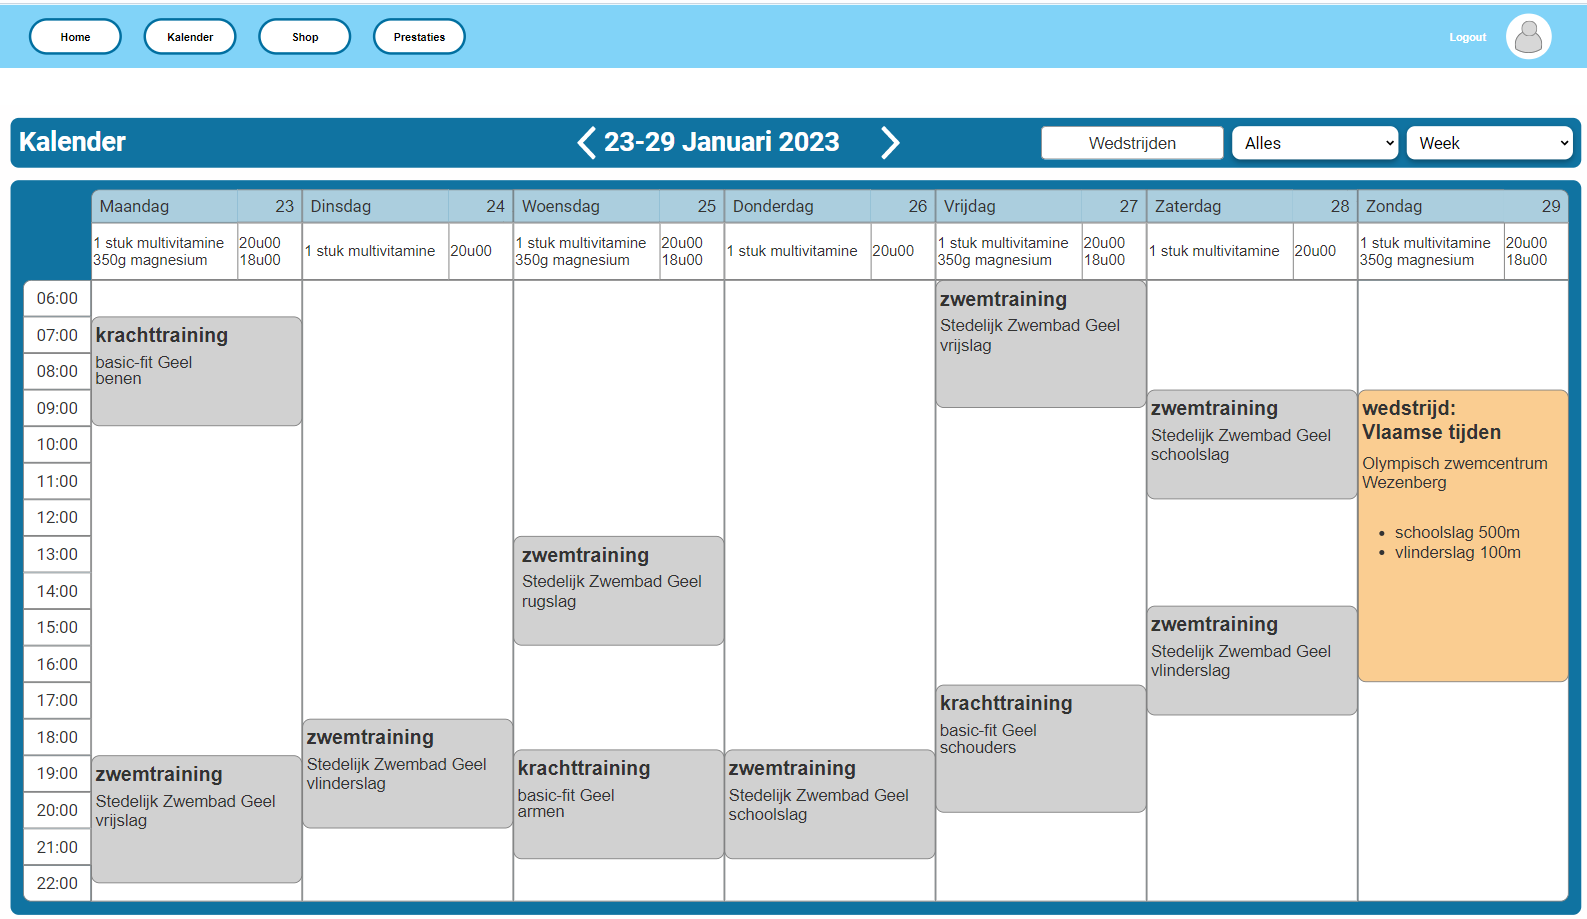 Home
Kalender
Shop
Prestaties
Logout
Kalender
23-29 Januari 2023
Wedstrijden
Alles
Week
Maandag 23
Dinsdag 24
Woensdag 25
Donderdag 26
Vrijdag 27
Zaterdag 28
Zondag 29
1 stuk multivitamine 20u00
350g magnesium 18u00
1 stuk multivitamine 20u00
1 stuk multivitamine 20u00
350g magnesium 18u00
1 stuk multivitamine 20u00
1 stuk multivitamine 20u00
350g magnesium 18u00
1 stuk multivitamine 20u00
1 stuk multivitamine 20u00
350g magnesium 18u00
06:00
07:00
08:00
09:00
10:00
11:00
12:00
13:00
14:00
15:00
16:00
17:00
18:00
19:00
20:00
21:00
22:00
krachttraining
basic-fit Geel
benen
zwemtraining
Stedelijk Zwembad Geel
vrijslag
zwemtraining
Stedelijk Zwembad Geel
vlinderslag
zwemtraining
Stedelijk Zwembad Geel
rugslag
krachttraining
basic-fit Geel
armen
zwemtraining
Stedelijk Zwembad Geel
schoolslag
zwemtraining
Stedelijk Zwembad Geel
vrijslag
krachttraining
basic-fit Geel
schouders
zwemtraining
Stedelijk Zwembad Geel
schoolslag
zwemtraining
Stedelijk Zwembad Geel
vlinderslag
wedstrijd:
Vlaamse tijden
Olympisch zwemcentrum
Wezenberg
• schoolslag 500m
• vlinderslag 100m